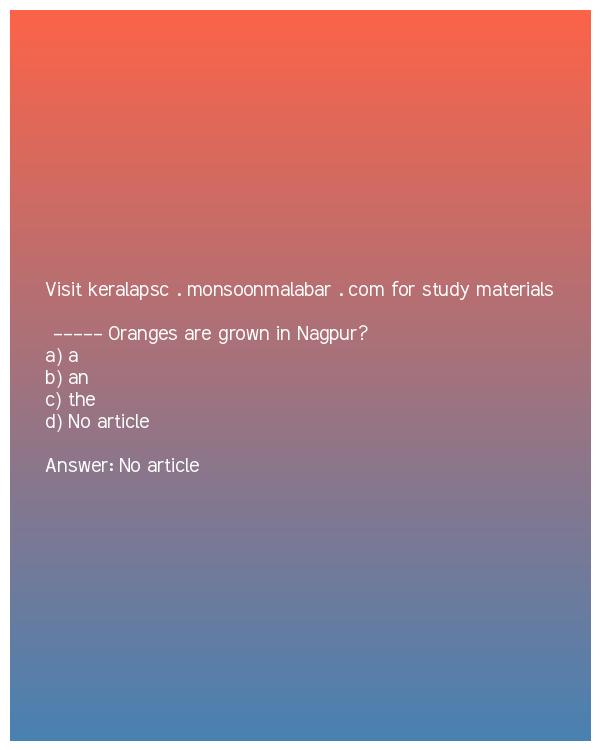 Visit keralapsc . monsoonmalabar . com for study materials
----- Oranges are grown in Nagpur?
a) a
b) an
c) the
d) No article
Answer: No article